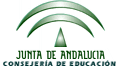 JUNTA DE ANDALUCIA
CONSEJERÍA DE EDUCACIÓN